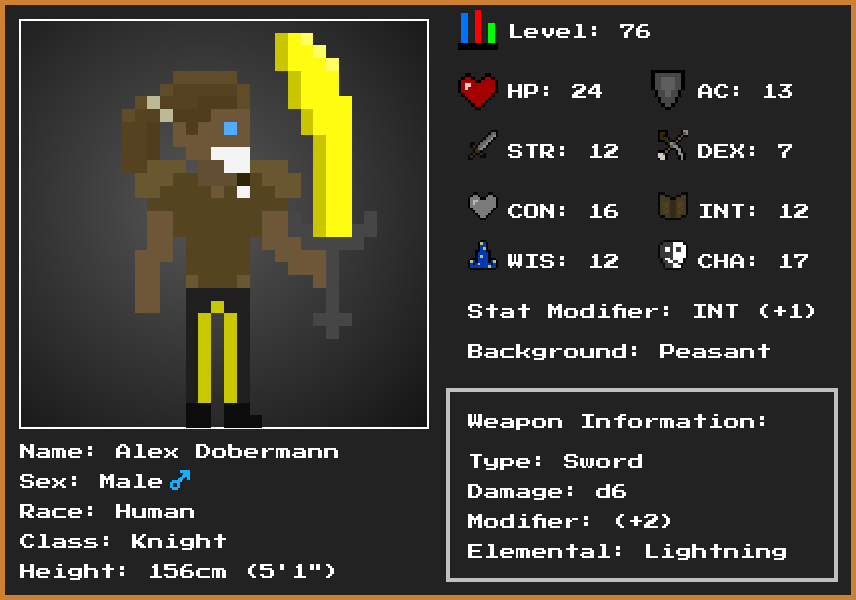 Level: 76
HP: 24
AC: 13
STR: 12
DEX: 7
CON: 16
INT: 12
WIS: 12
CHA: 17
Stat Modifier: INT (+1)
Background: Peasant
Weapon Information:
Type: Sword
Damage: d6
Modifier: (+2)
Elemental: Lightning
Name: Alex Dobermann
Sex: Male ♂
Race: Human
Class: Knight
Height: 156cm (5'1")